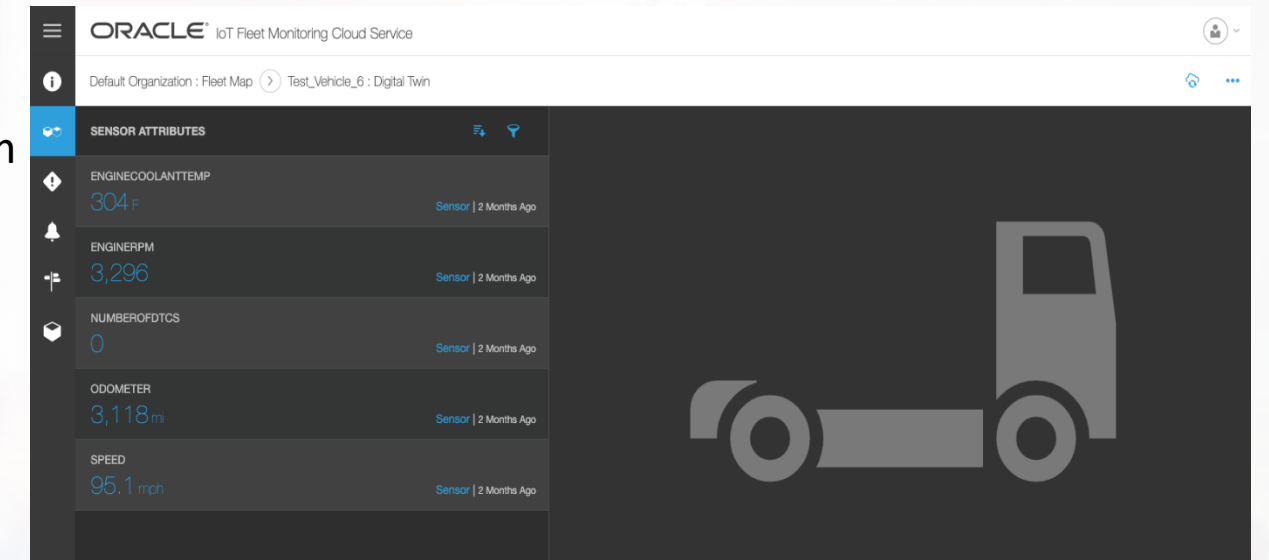 ORACLE® IoT Fleet Monitoring Cloud Service
Default Organization : Fleet Map > Test_Vehicle_6 : Digital Twin
n
SENSOR ATTRIBUTES
ENGINECOOLANTTEMP
304 F
Sensor | 2 Months Ago
ENGINERPM
3,296
Sensor | 2 Months Ago
NUMBEROFDTCS
0
Sensor | 2 Months Ago
ODOMETER
3,118 mi
Sensor | 2 Months Ago
SPEED
95.1 mph
Sensor | 2 Months Ago